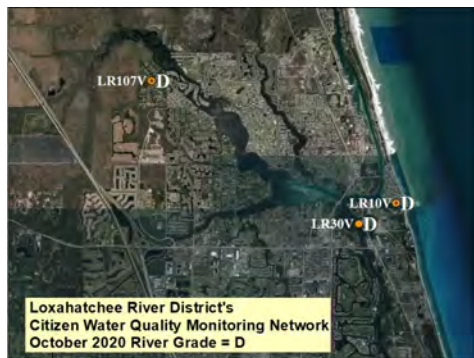 LR107V D
LR10V D
LR30V D
Loxahatchee River District's
Citizen Water Quality Monitoring Network
October 2020 River Grade = D